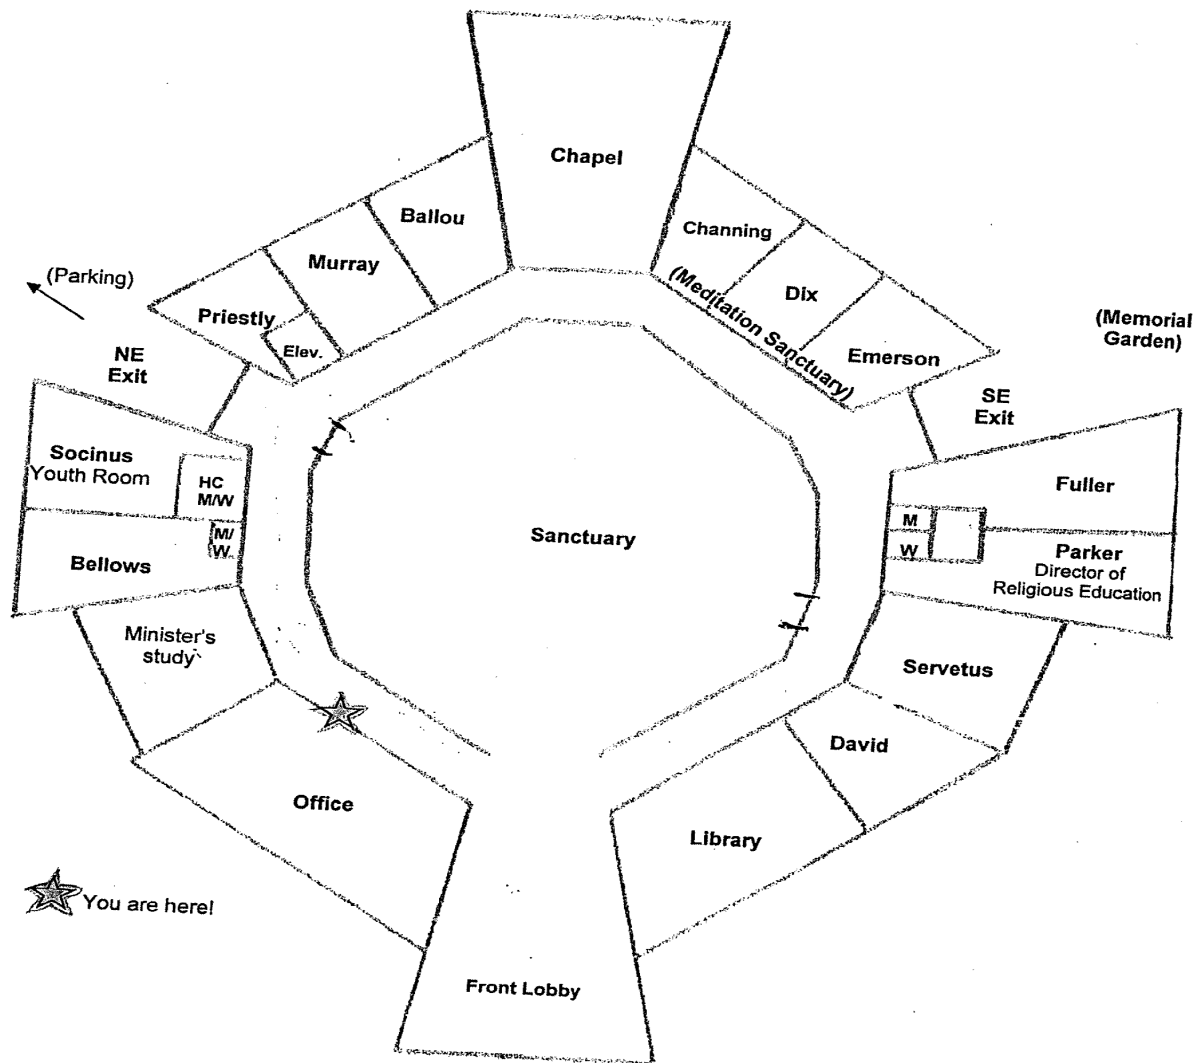 Chapel
Ballou
Channing
Murray
(Parking)
Dix
(Meditation Sanctuary)
Priestly
Elev.
Emerson
(Memorial
Garden)
NE
Exit
SE
Exit
Socinus
Youth Room
HC
M/W
Fuller
M
W
M/
W
Sanctuary
Bellows
Parker
Director of
Religious Education
Minister's
study
Servetus
David
Office
Library
You are here!
Front Lobby